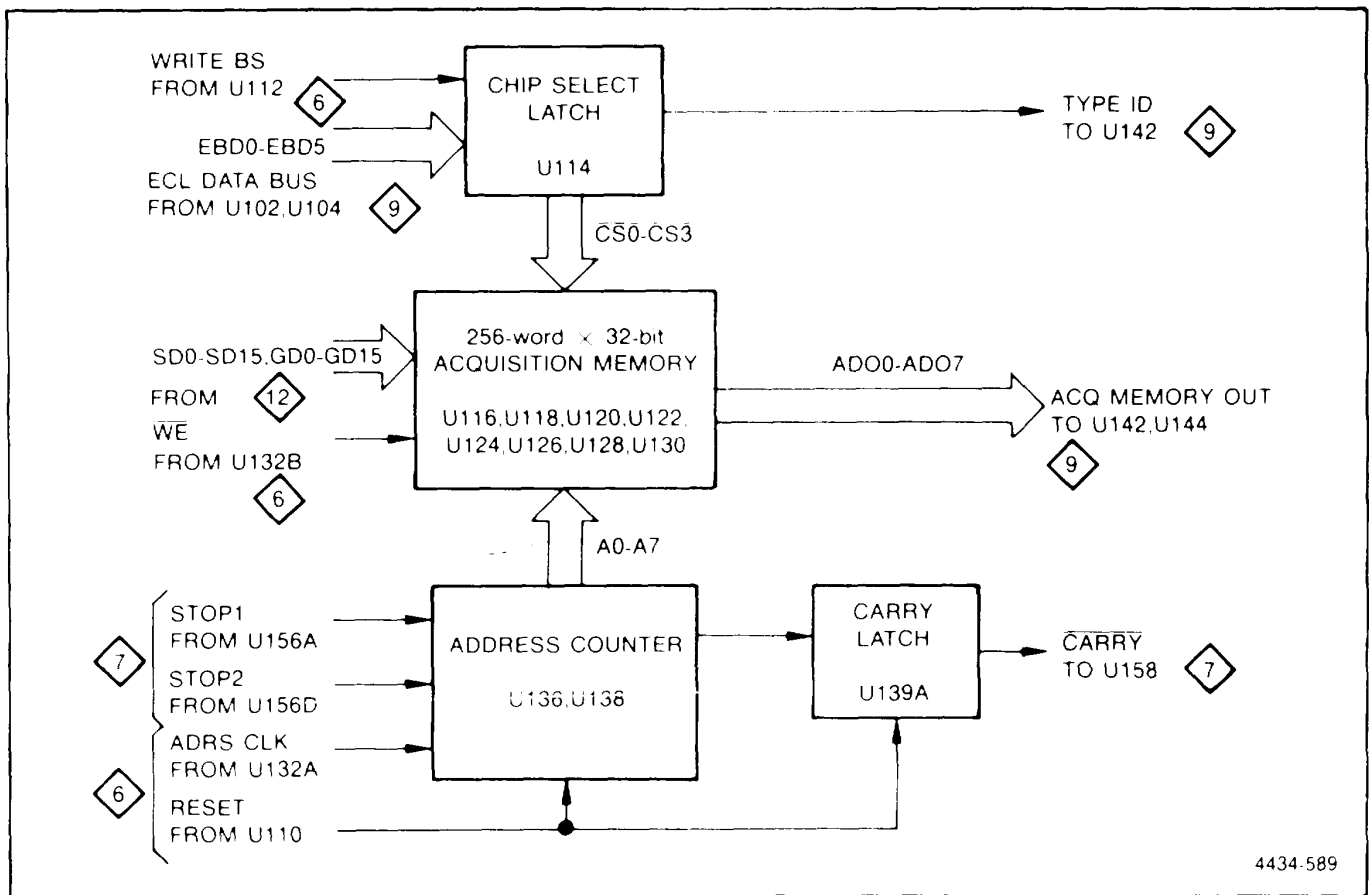 WRITE BS
FROM U112
6
EBD0-EBD5
ECL DATA BUS
FROM U102,U104
9
CHIP SELECT
LATCH
U114
TYPE ID
TO U142
9
C̅S̅0̅-C̅S̅3̅
SD0-SD15,GD0-GD15
FROM
12
W̅E̅
FROM U132B
6
256-word × 32-bit
ACQUISITION MEMORY
U116,U118,U120,U122,
U124,U126,U128,U130
ADO0-ADO7
ACQ MEMORY OUT
TO U142,U144
9
A0-A7
7
STOP1
FROM U156A
STOP2
FROM U156D
6
ADRS CLK
FROM U132A
RESET
FROM U110
ADDRESS COUNTER
U136,U138
CARRY
LATCH
U139A
C̅A̅R̅R̅Y̅
TO U158
7
4434-589